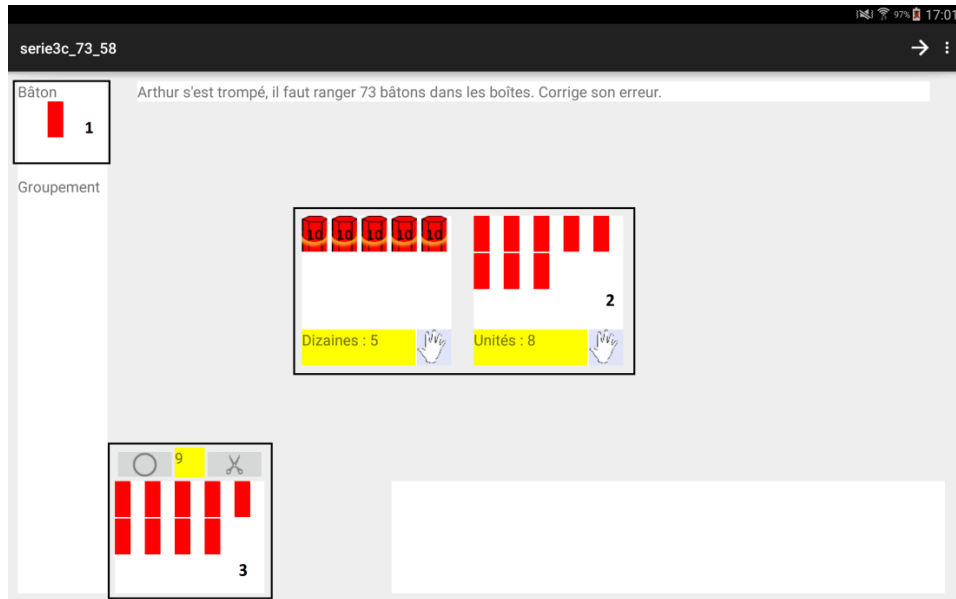 97% 17:01
serie3c_73_58
Bâton
Arthur s'est trompé, il faut ranger 73 bâtons dans les boîtes. Corrige son erreur.
1
Groupement
10 10 10 10 10
2
Dizaines : 5
Unités : 8
9
3